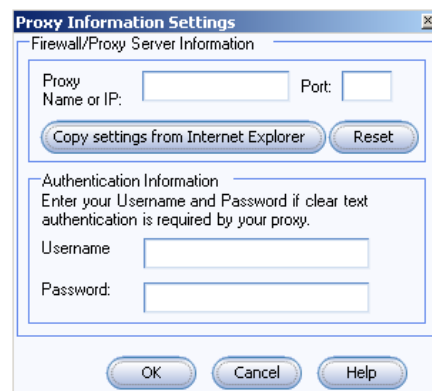 Proxy Information Settings
Firewall/Proxy Server Information
Proxy
Name or IP:
Port:
Copy settings from Internet Explorer
Reset
Authentication Information
Enter your Username and Password if clear text
authentication is required by your proxy.
Username
Password:
OK
Cancel
Help